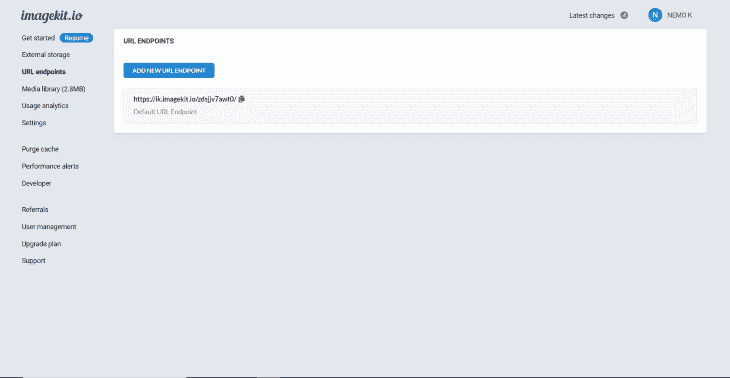 imagekit.io
Latest changes 4 N NEMO K
Get started Resume
External storage
URL endpoints
Media library (2.8MB)
Usage analytics
Settings
Purge cache
Performance alerts
Developer
Referrals
User management
Upgrade plan
Support
URL ENDPOINTS
ADD NEW URL ENDPOINT
https://ik.imagekit.io/zdsjjv7awt0/
Default URL Endpoint